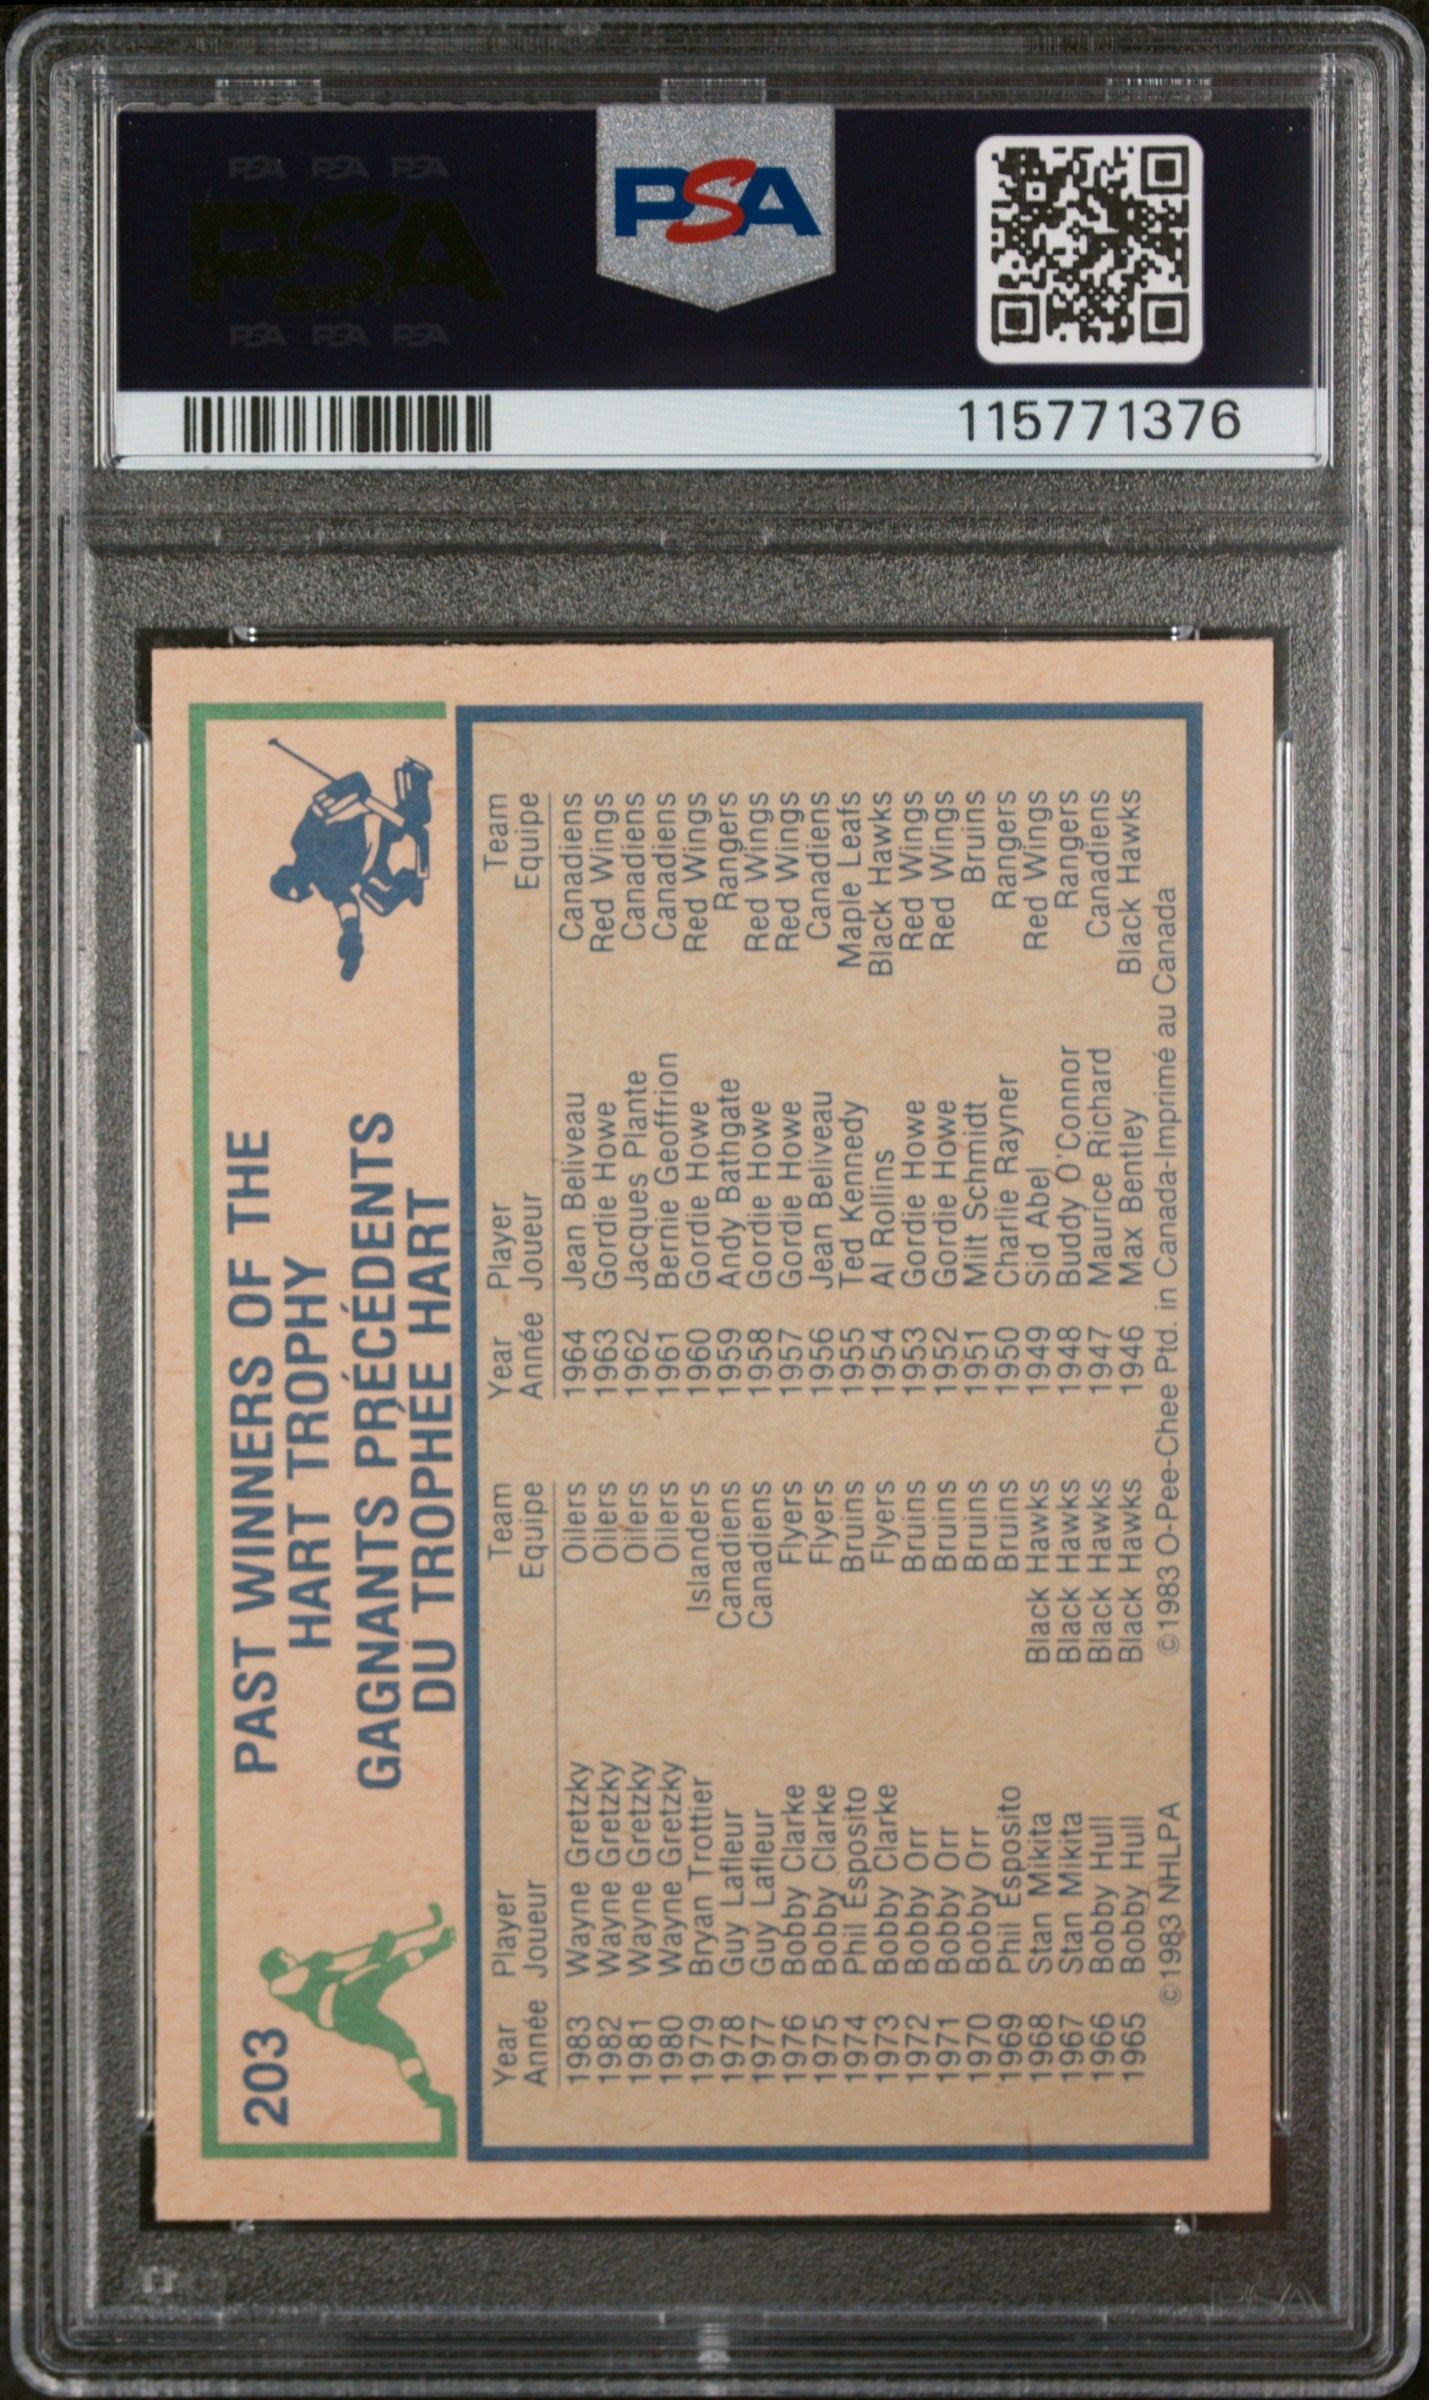 PSA PSA PSA
PSA
PSA PSA PSA
PSA
115771376
203
PAST WINNERS OF THE
HART TROPHY
GAGNANTS PRÉCÉDENTS
DU TROPHÉE HART
Year Player Team Year Player Team
Année Joueur Equipe Année Joueur Equipe
1983 Wayne Gretzky Oilers 1964 Jean Beliveau Canadiens
1982 Wayne Gretzky Oilers 1963 Gordie Howe Red Wings
1981 Wayne Gretzky Oilers 1962 Jacques Plante Canadiens
1980 Wayne Gretzky Oilers 1961 Bernie Geoffrion Canadiens
1979 Bryan Trottier Islanders 1960 Gordie Howe Red Wings
1978 Guy Lafleur Canadiens 1959 Andy Bathgate Rangers
1977 Guy Lafleur Canadiens 1958 Gordie Howe Red Wings
1976 Bobby Clarke Flyers 1957 Gordie Howe Red Wings
1975 Bobby Clarke Flyers 1956 Jean Beliveau Canadiens
1974 Phil Esposito Bruins 1955 Ted Kennedy Maple Leafs
1973 Bobby Clarke Flyers 1954 Al Rollins Black Hawks
1972 Bobby Orr Bruins 1953 Gordie Howe Red Wings
1971 Bobby Orr Bruins 1952 Gordie Howe Red Wings
1970 Bobby Orr Bruins 1951 Milt Schmidt Bruins
1969 Phil Esposito Bruins 1950 Charlie Rayner Rangers
1968 Stan Mikita Black Hawks 1949 Sid Abel Red Wings
1967 Stan Mikita Black Hawks 1948 Buddy O'Connor Rangers
1966 Bobby Hull Black Hawks 1947 Maurice Richard Canadiens
1965 Bobby Hull Black Hawks 1946 Max Bentley Black Hawks
©1983 NHLPA ©1983 O-Pee-Chee Ptd. in Canada-Imprimé au Canada
PSA